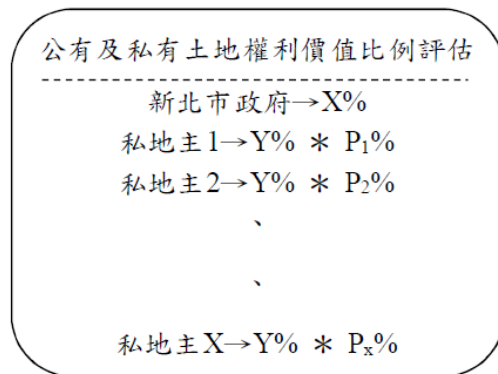 公有及私有土地權利價值比例評估
新北市政府→X%
私地主1→Y% * P₁%
私地主2→Y% * P₂%
、
、
私地主X→Y% * Pₓ%